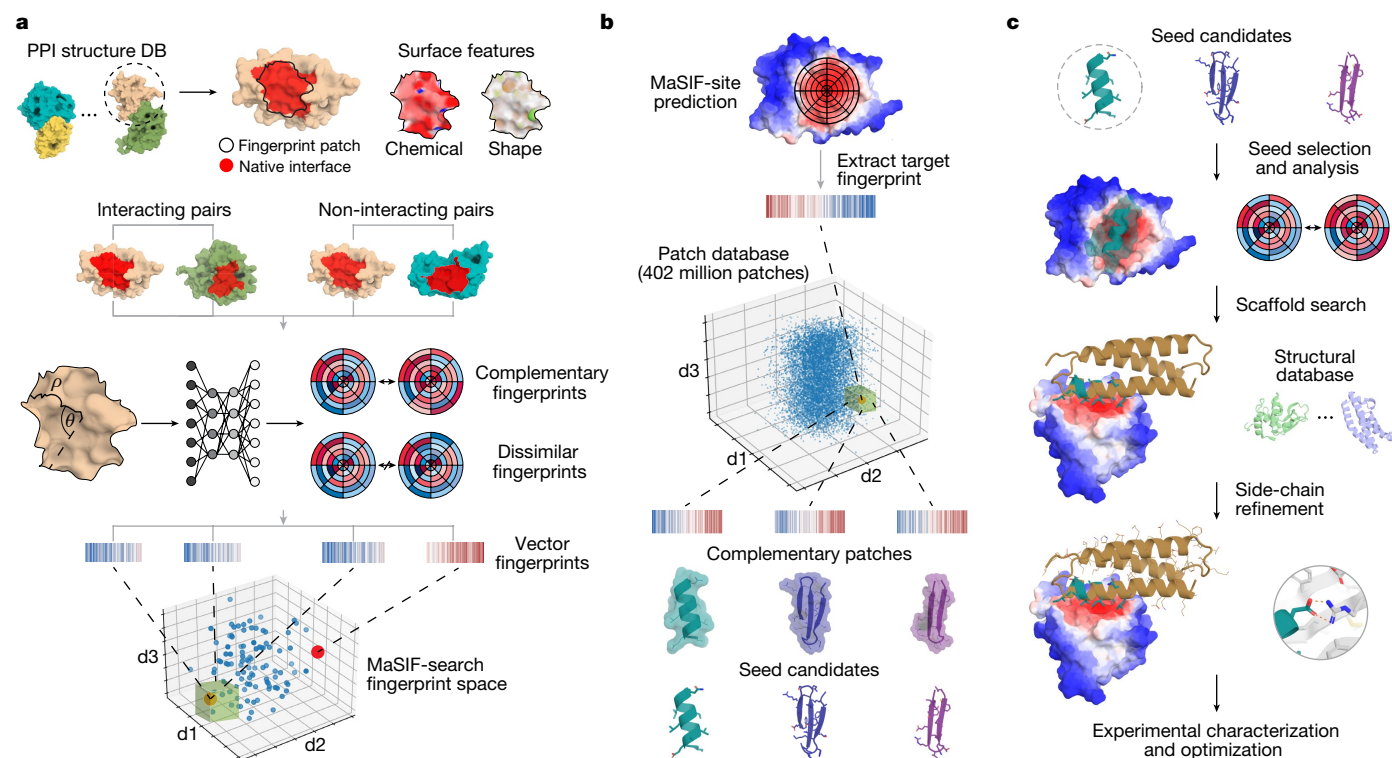 a
PPI structure DB
...
Surface features
Fingerprint patch
Native interface
Chemical
Shape
Interacting pairs
Non-interacting pairs
ρ
θ
Complementary
fingerprints
Dissimilar
fingerprints
Vector
fingerprints
d3
d1
d2
MaSIF-search
fingerprint space
b
MaSIF-site
prediction
Extract target
fingerprint
Patch database
(402 million patches)
d3
d1
d2
Complementary patches
Seed candidates
c
Seed candidates
Seed selection
and analysis
Scaffold search
Structural
database
...
Side-chain
refinement
Experimental characterization
and optimization